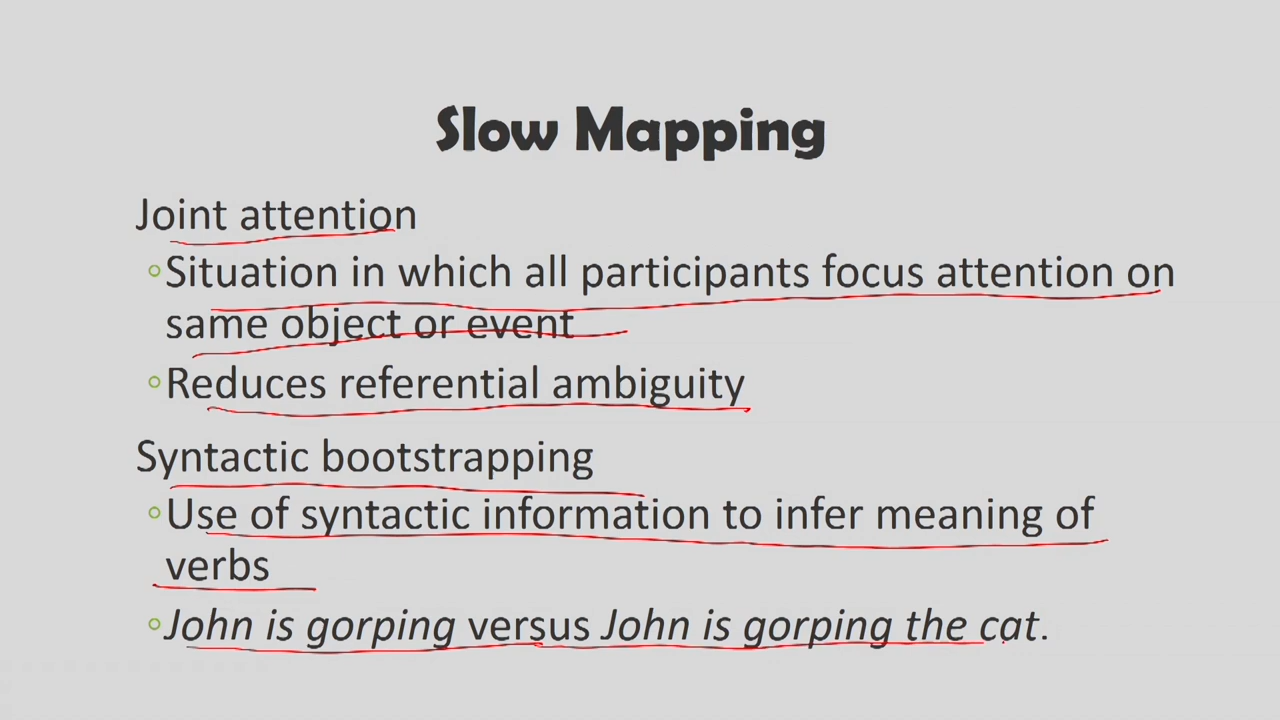 Slow Mapping
Joint attention
Situation in which all participants focus attention on
same object or event
Reduces referential ambiguity
Syntactic bootstrapping
Use of syntactic information to infer meaning of
verbs
John is gorping versus John is gorping the cat.